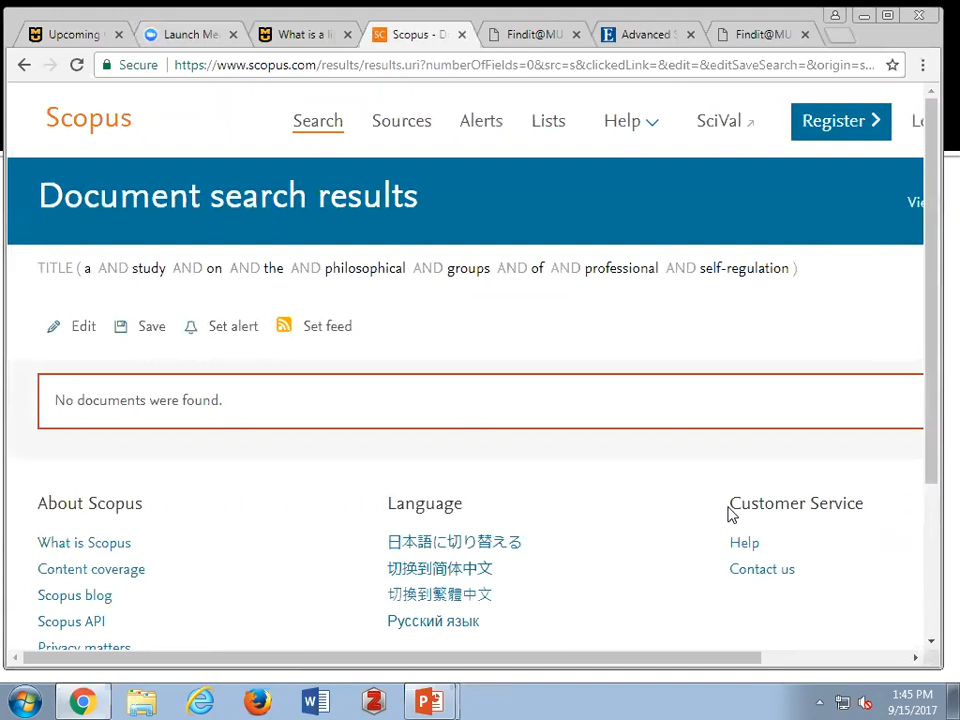 Upcoming
Launch Me
What is a li
Scopus - D
Findit@MU
Advanced S
Findit@MU
Secure
https://www.scopus.com/results/results.uri?numberOfFields=0&src=s&clickedLink=&edit=&editSaveSearch=&origin=s...
Scopus
Search
Sources
Alerts
Lists
Help
SciVal
Register
Lo
Document search results
Vie
TITLE ( a AND study AND on AND the AND philosophical AND groups AND of AND professional AND self-regulation )
Edit
Save
Set alert
Set feed
No documents were found.
About Scopus
Language
Customer Service
What is Scopus
日本語に切り替える
Help
Content coverage
切换到简体中文
Contact us
Scopus blog
切換到繁體中文
Scopus API
Русский язык
Privacy matters
1:45 PM
9/15/2017